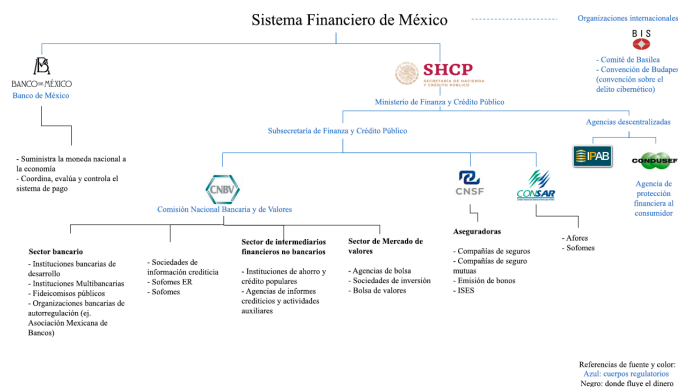 Sistema Financiero de México
Organizaciones internacionales
BIS
- Comité de Basilea
- Convención de Budapes
(convención sobre el
delito cibernético)
BANCO DE MÉXICO
Banco de México
SHCP
SECRETARÍA DE HACIENDA
Y CRÉDITO PÚBLICO
Ministerio de Finanza y Crédito Público
Agencias descentralizadas
Subsecretaría de Finanza y Crédito Público
- Suministra la moneda nacional a
la economía
- Coordina, evalúa y controla el
sistema de pago
IPAB
CONDUSEF
Agencia de
protección
financiera al
consumidor
CNBV
Comisión Nacional Bancaria y de Valores
CNSF
CONSAR
Sector bancario
- Instituciones bancarias de
desarrollo
- Instituciones Multibancarias
- Fideicomisos públicos
- Organizaciones bancarias de
autorregulación (ej.
Asociación Mexicana de
Bancos)
- Sociedades de
información crediticia
- Sofomes ER
- Sofomes
Sector de intermediarios
financieros no bancarios
- Instituciones de ahorro y
crédito populares
- Agencias de informes
crediticios y actividades
auxiliares
Sector de Mercado de
valores
- Agencias de bolsa
- Sociedades de inversión
- Bolsa de valores
Aseguradoras
- Compañías de seguros
- Compañías de seguro
mutuas
- Emisión de bonos
- ISES
- Afores
- Sofomes
Referencias de fuente y color:
Azul: cuerpos regulatorios
Negro: donde fluye el dinero